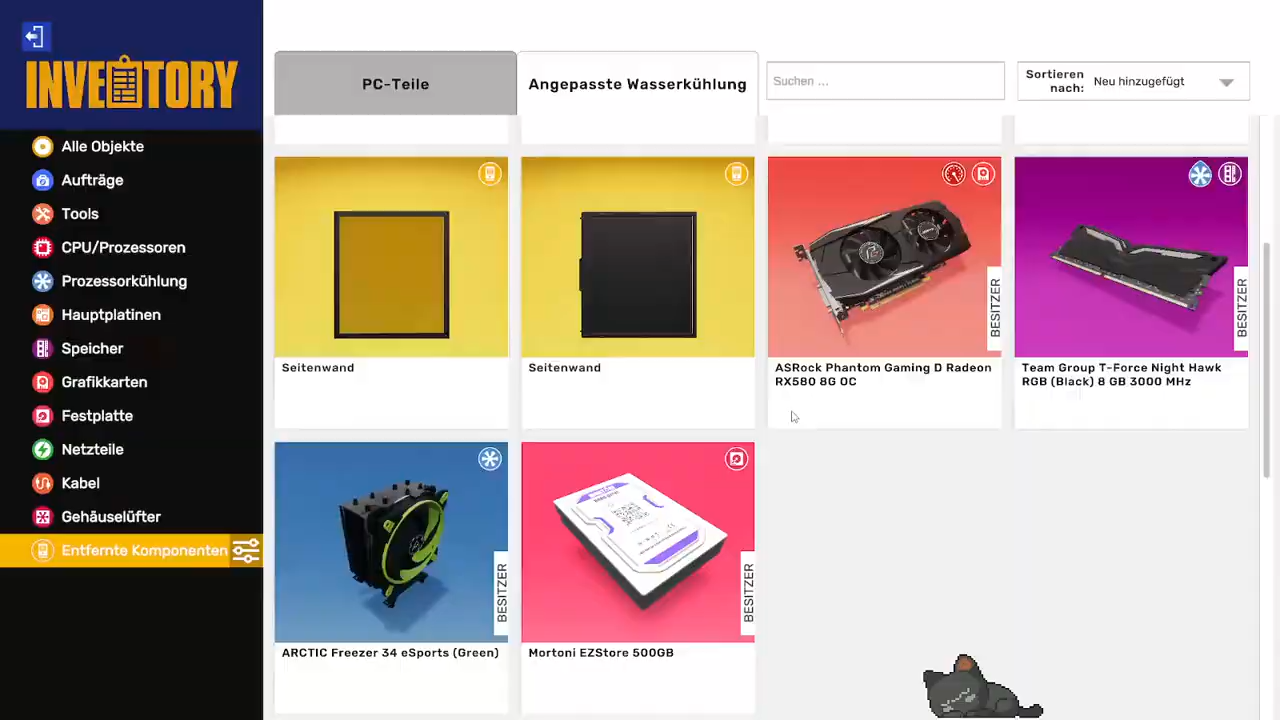 INVENTORY
Alle Objekte
Aufträge
Tools
CPU/Prozessoren
Prozessorkühlung
Hauptplatinen
Speicher
Grafikkarten
Festplatte
Netzteile
Kabel
Gehäuselüfter
Entfernte Komponenten
PC-Teile
Angepasste Wasserkühlung
Suchen ...
Sortieren nach:
Neu hinzugefügt
Seitenwand
Seitenwand
BESITZER
ASRock Phantom Gaming D Radeon
RX580 8G OC
BESITZER
Team Group T-Force Night Hawk
RGB (Black) 8 GB 3000 MHz
BESITZER
ARCTIC Freezer 34 eSports (Green)
BESITZER
Mortoni EZStore 500GB